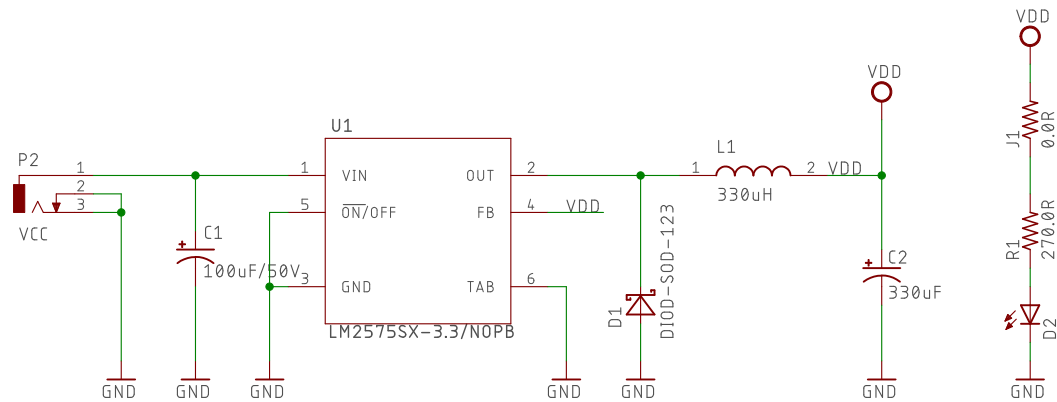 VDD
VDD
U1
J1
0.0R
P2
1
1
VIN
OUT
2
L1
1
2
VDD
330uH
2
3
5
ON/OFF
FB
4
VDD
VCC
C1
100uF/50V
3
GND
TAB
6
D1
DIOD-SOD-123
C2
330uF
R1
270.0R
LM2575SX-3.3/NOPB
D2
GND
GND
GND
GND
GND
GND
GND